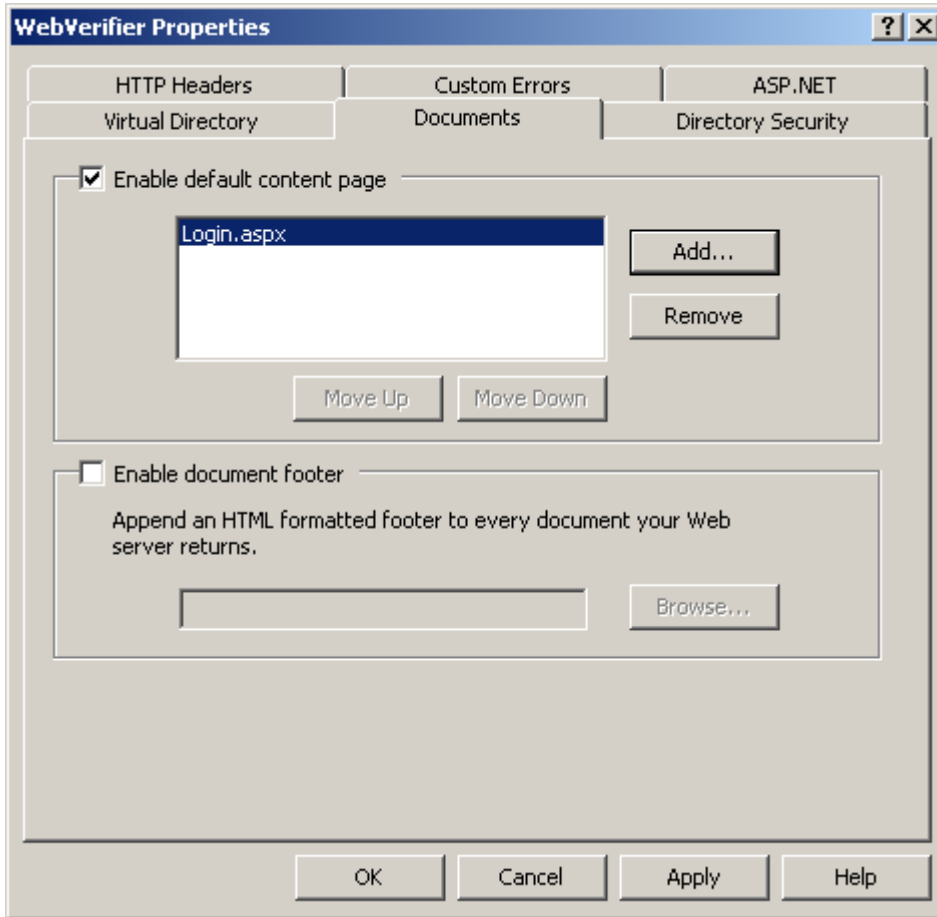 WebVerifier Properties
HTTP Headers
Custom Errors
ASP.NET
Virtual Directory
Documents
Directory Security
Enable default content page
Login.aspx
Add...
Remove
Move Up
Move Down
Enable document footer
Append an HTML formatted footer to every document your Web
server returns.
Browse...
OK
Cancel
Apply
Help